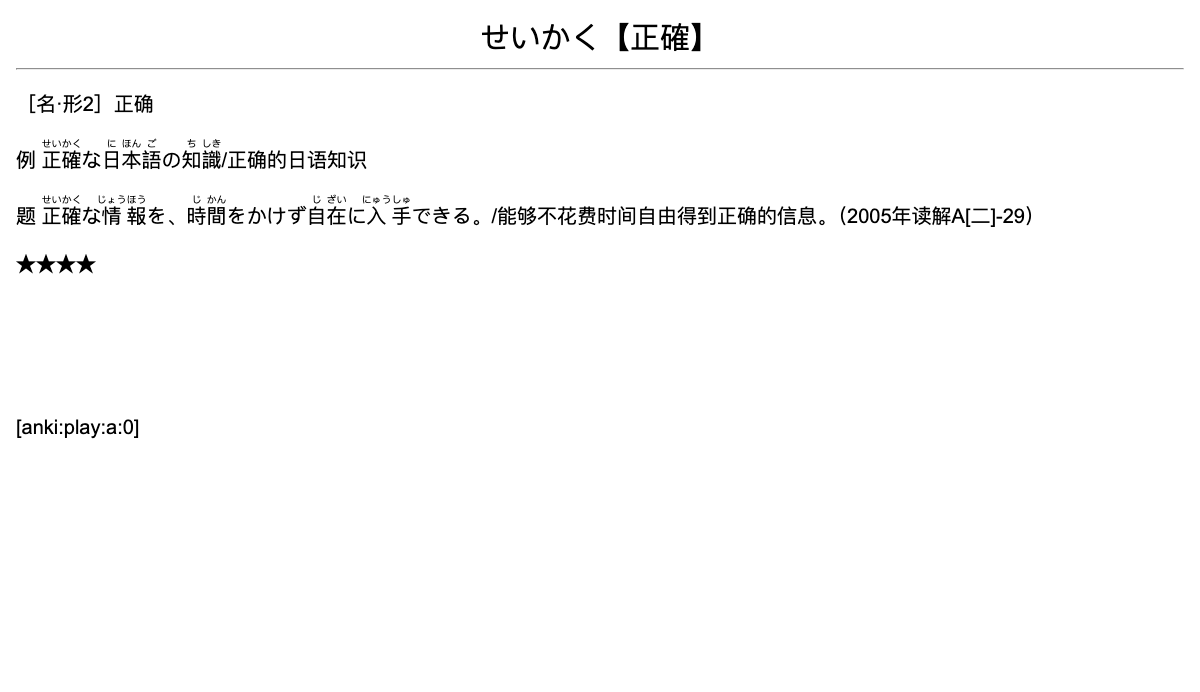 せいかく【正確】
［名·形2］正确
せいかく に ほん ご ち しき
例 正確な日本語の知識/正确的日语知识
せいかく じょうほう じ かん じ ざい にゅうしゅ
题 正確な情報を、時間をかけず自在に入手できる。/能够不花费时间自由得到正确的信息。（2005年读解A[二]-29）
★★★★
[anki:play:a:0]